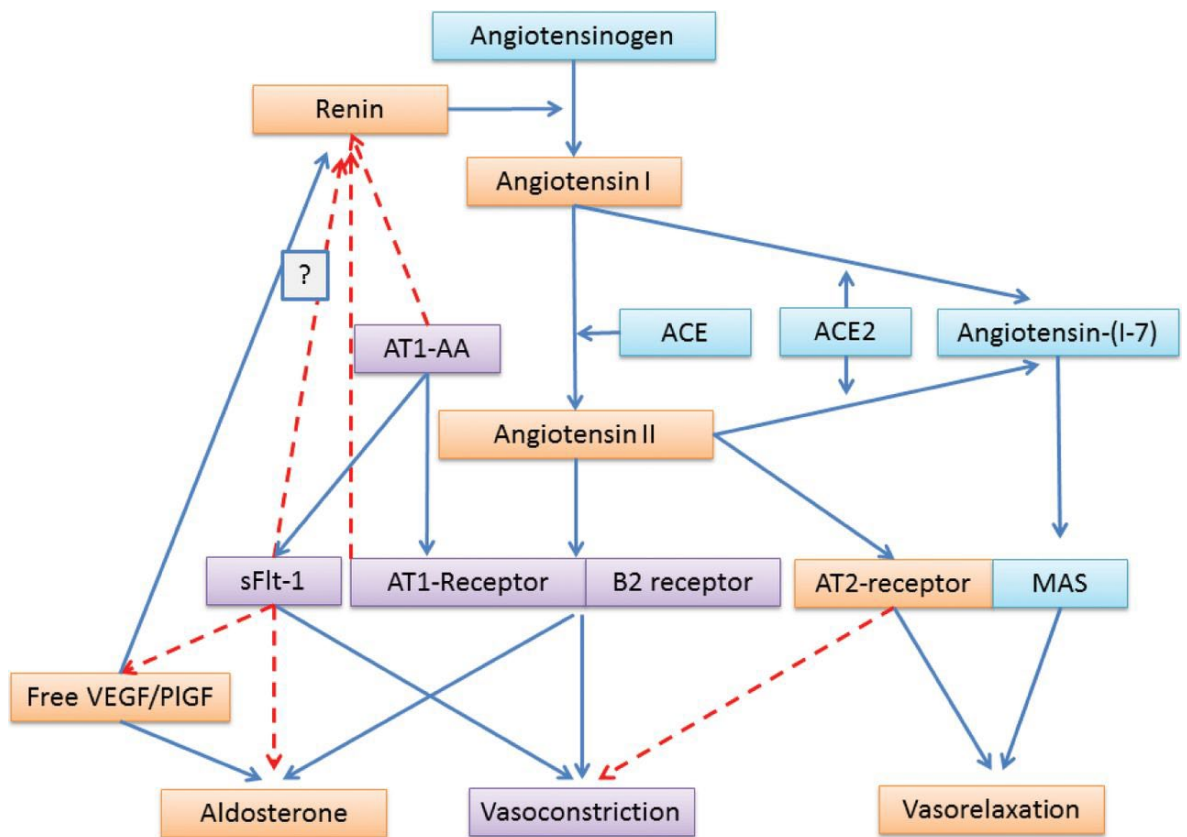 Angiotensinogen
Renin
Angiotensin I
?
AT1-AA
ACE
ACE2
Angiotensin-(I-7)
Angiotensin II
sFlt-1
AT1-Receptor
B2 receptor
AT2-receptor
MAS
Free VEGF/PlGF
Aldosterone
Vasoconstriction
Vasorelaxation